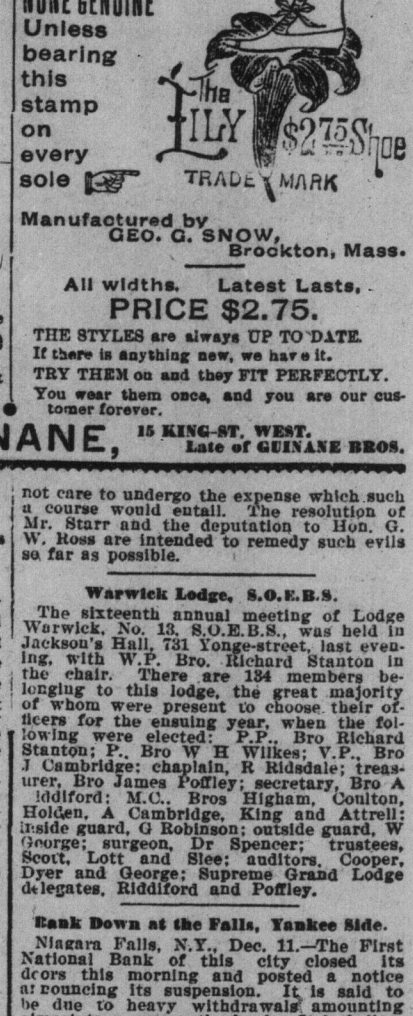 NONE GENUINE
Unless
bearing
this
stamp
on
every
sole
The
LILY
$2.75 Shoe
TRADE MARK
Manufactured by
GEO. G. SNOW,
Brockton, Mass.
All widths. Latest Lasts.
PRICE $2.75.
THE STYLES are always UP TO DATE.
If there is anything new, we have it.
TRY THEM on and they FIT PERFECTLY.
You wear them once, and you are our cus-
tomer forever.
NANE, 15 KING-ST. WEST.
Late of GUINANE BROS.
not care to undergo the expense which such
a course would entail. The resolution of
Mr. Starr and the deputation to Hon. G.
W. Ross are intended to remedy such evils
so far as possible.
Warwick Lodge, S.O.E.B.S.
The sixteenth annual meeting of Lodge
Warwick, No. 13, S.O.E.B.S., was held in
Jackson's Hall, 731 Yonge-street, last even-
ing, with W.P. Bro. Richard Stanton in
the chair. There are 184 members be-
longing to this lodge, the great majority
of whom were present to choose their of-
ficers for the ensuing year, when the fol-
lowing were elected: P.P., Bro Richard
Stanton; P., Bro W H Wilkes; V.P., Bro
J Cambridge; chaplain, R Ridsdale; treas-
urer, Bro James Poffley; secretary, Bro A
Iddiford; M.C., Bros Higham, Coulton,
Holden, A Cambridge, King and Attrell;
inside guard, G Robinson; outside guard, W
George; surgeon, Dr Spencer; trustees,
Scott, Lott and Slee; auditors, Cooper,
Dyer and George; Supreme Grand Lodge
delegates, Riddiford and Poffley.
Bank Down at the Falls, Yankee Side.
Niagara Falls, N.Y., Dec. 11.—The First
National Bank of this city closed its
doors this morning and posted a notice
announcing its suspension. It is said to
be due to heavy withdrawals amounting